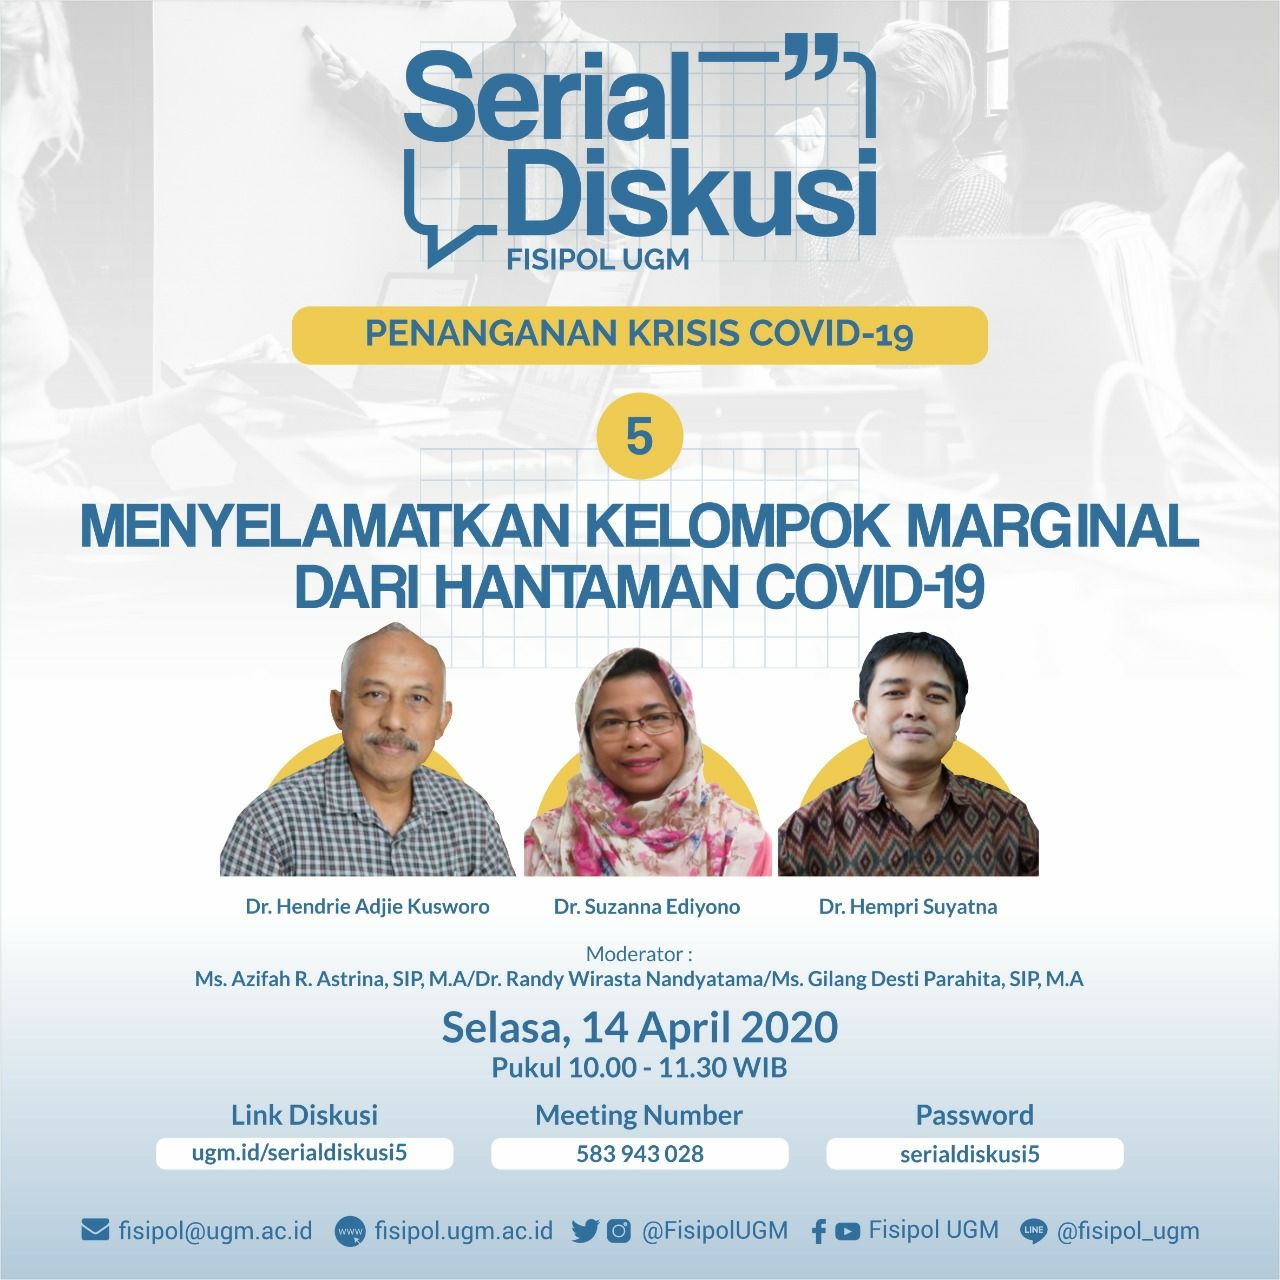 Serial
Diskusi
FISIPOL UGM
PENANGANAN KRISIS COVID-19
5
MENYELAMATKAN KELOMPOK MARGINAL
DARI HANTAMAN COVID-19
Dr. Hendrie Adjie Kusworo
Dr. Suzanna Ediyono
Dr. Hempri Suyatna
Moderator :
Ms. Azifah R. Astrina, SIP, M.A/Dr. Randy Wirasta Nandyatama/Ms. Gilang Desti Parahita, SIP, M.A
Selasa, 14 April 2020
Pukul 10.00 - 11.30 WIB
Link Diskusi
ugm.id/serialdiskusi5
Meeting Number
583 943 028
Password
serialdiskusi5
fisipol@ugm.ac.id
www
fisipol.ugm.ac.id
@FisipolUGM
Fisipol UGM
LINE
@fisipol_ugm